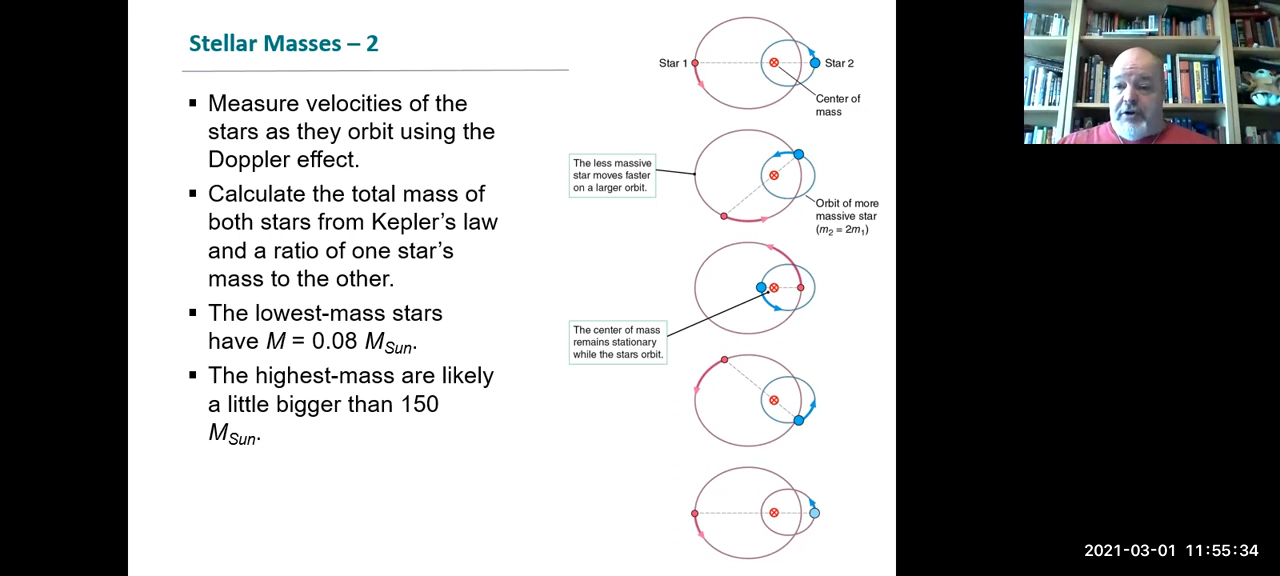 Stellar Masses – 2
▪ Measure velocities of the
stars as they orbit using the
Doppler effect.
▪ Calculate the total mass of
both stars from Kepler’s law
and a ratio of one star’s
mass to the other.
▪ The lowest-mass stars
have M = 0.08 MSun.
▪ The highest-mass are likely
a little bigger than 150
MSun.
Star 1
Star 2
Center of
mass
The less massive
star moves faster
on a larger orbit.
Orbit of more
massive star
(m2 = 2m1)
The center of mass
remains stationary
while the stars orbit.
2021-03-01 11:55:34